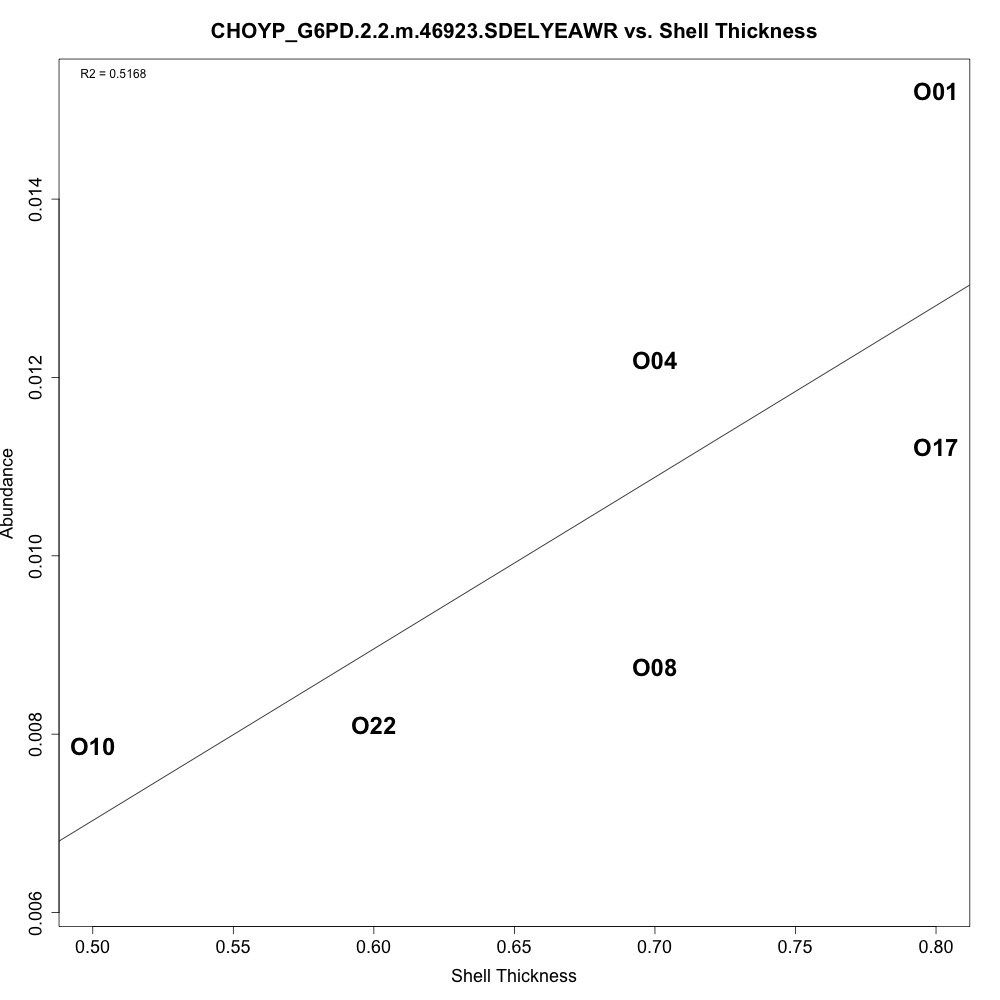 CHOYP_G6PD.2.2.m.46923.SDELYEAWR vs. Shell Thickness
R2 = 0.5168
O01
0.014
O04
0.012
O17
Abundance
0.010
O08
O22
0.008
O10
0.006
0.50 0.55 0.60 0.65 0.70 0.75 0.80
Shell Thickness